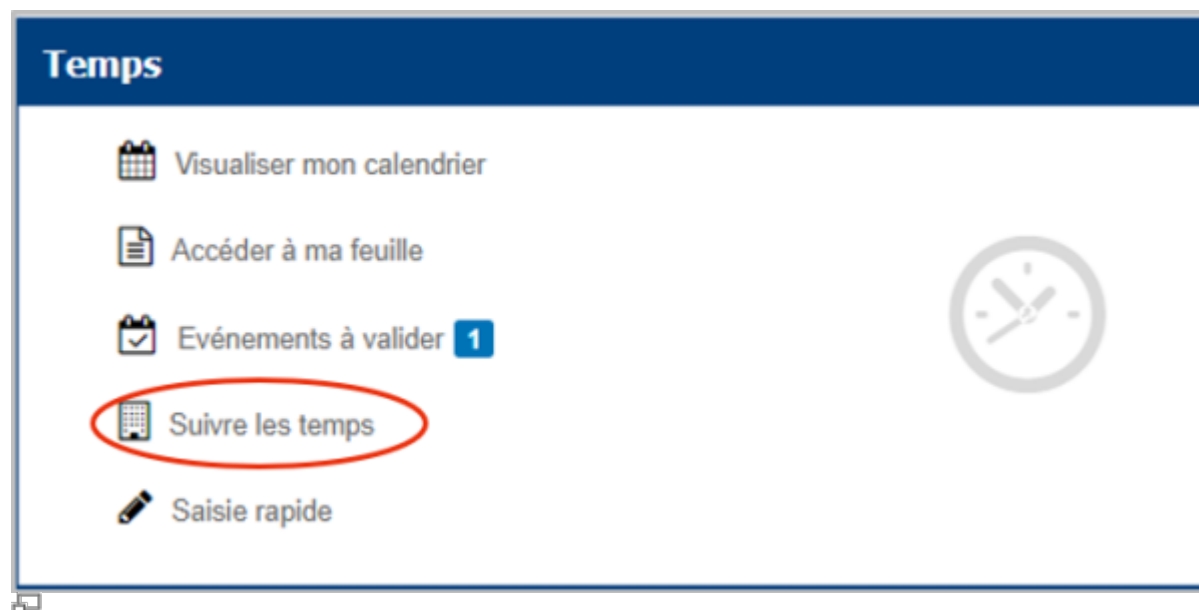 Temps
Visualiser mon calendrier
Accéder à ma feuille
Evénements à valider 1
Suivre les temps
Saisie rapide